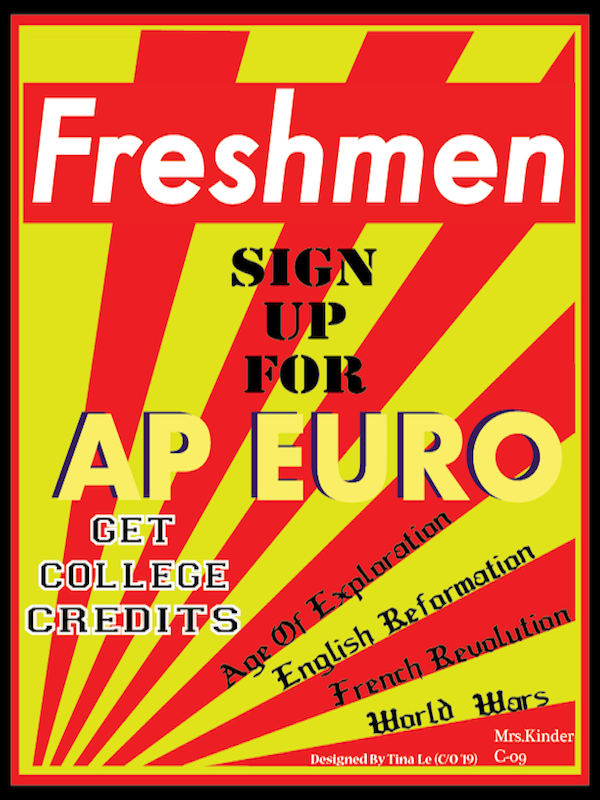 Freshmen
SIGN
UP
FOR
AP EURO
GET
COLLEGE
CREDITS
Age Of Exploration
English Reformation
French Revolution
World Wars
Mrs.Kinder
C-09
Designed By Tina Le (C/O '19)